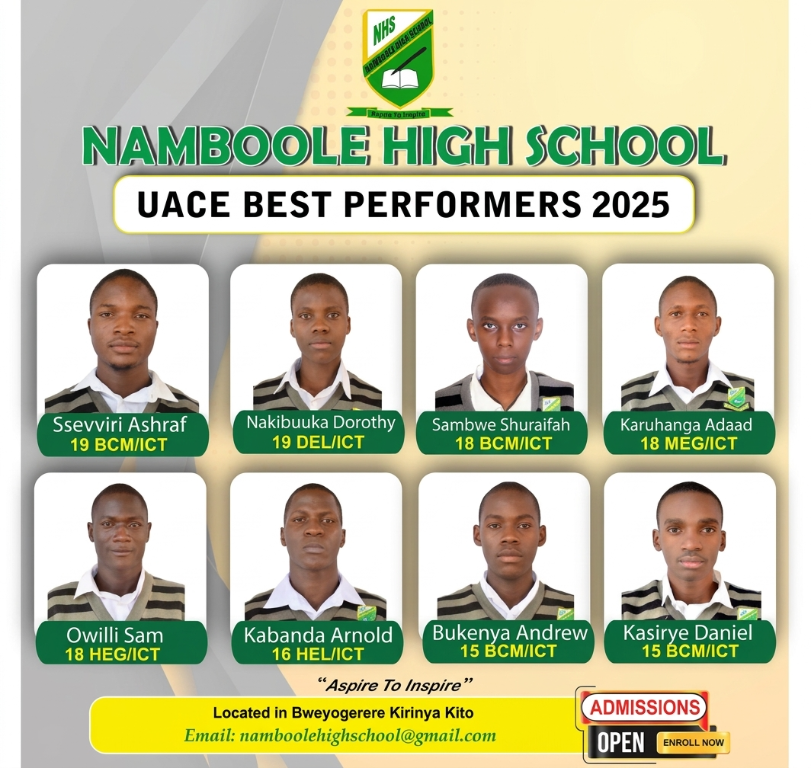 NHS
NAMBOOLE HIGH SCHOOL
Aspire To Inspire
NAMBOOLE HIGH SCHOOL
UACE BEST PERFORMERS 2025
Ssevviri Ashraf
19 BCM/ICT
Nakibuuka Dorothy
19 DEL/ICT
Sambwe Shuraifah
18 BCM/ICT
Karuhanga Adaad
18 MEG/ICT
Owilli Sam
18 HEG/ICT
Kabanda Arnold
16 HEL/ICT
Bukenya Andrew
15 BCM/ICT
Kasirye Daniel
15 BCM/ICT
“Aspire To Inspire”
Located in Bweyogerere Kirinya Kito
Email: namboolehighschool@gmail.com
ADMISSIONS
OPEN ENROLL NOW